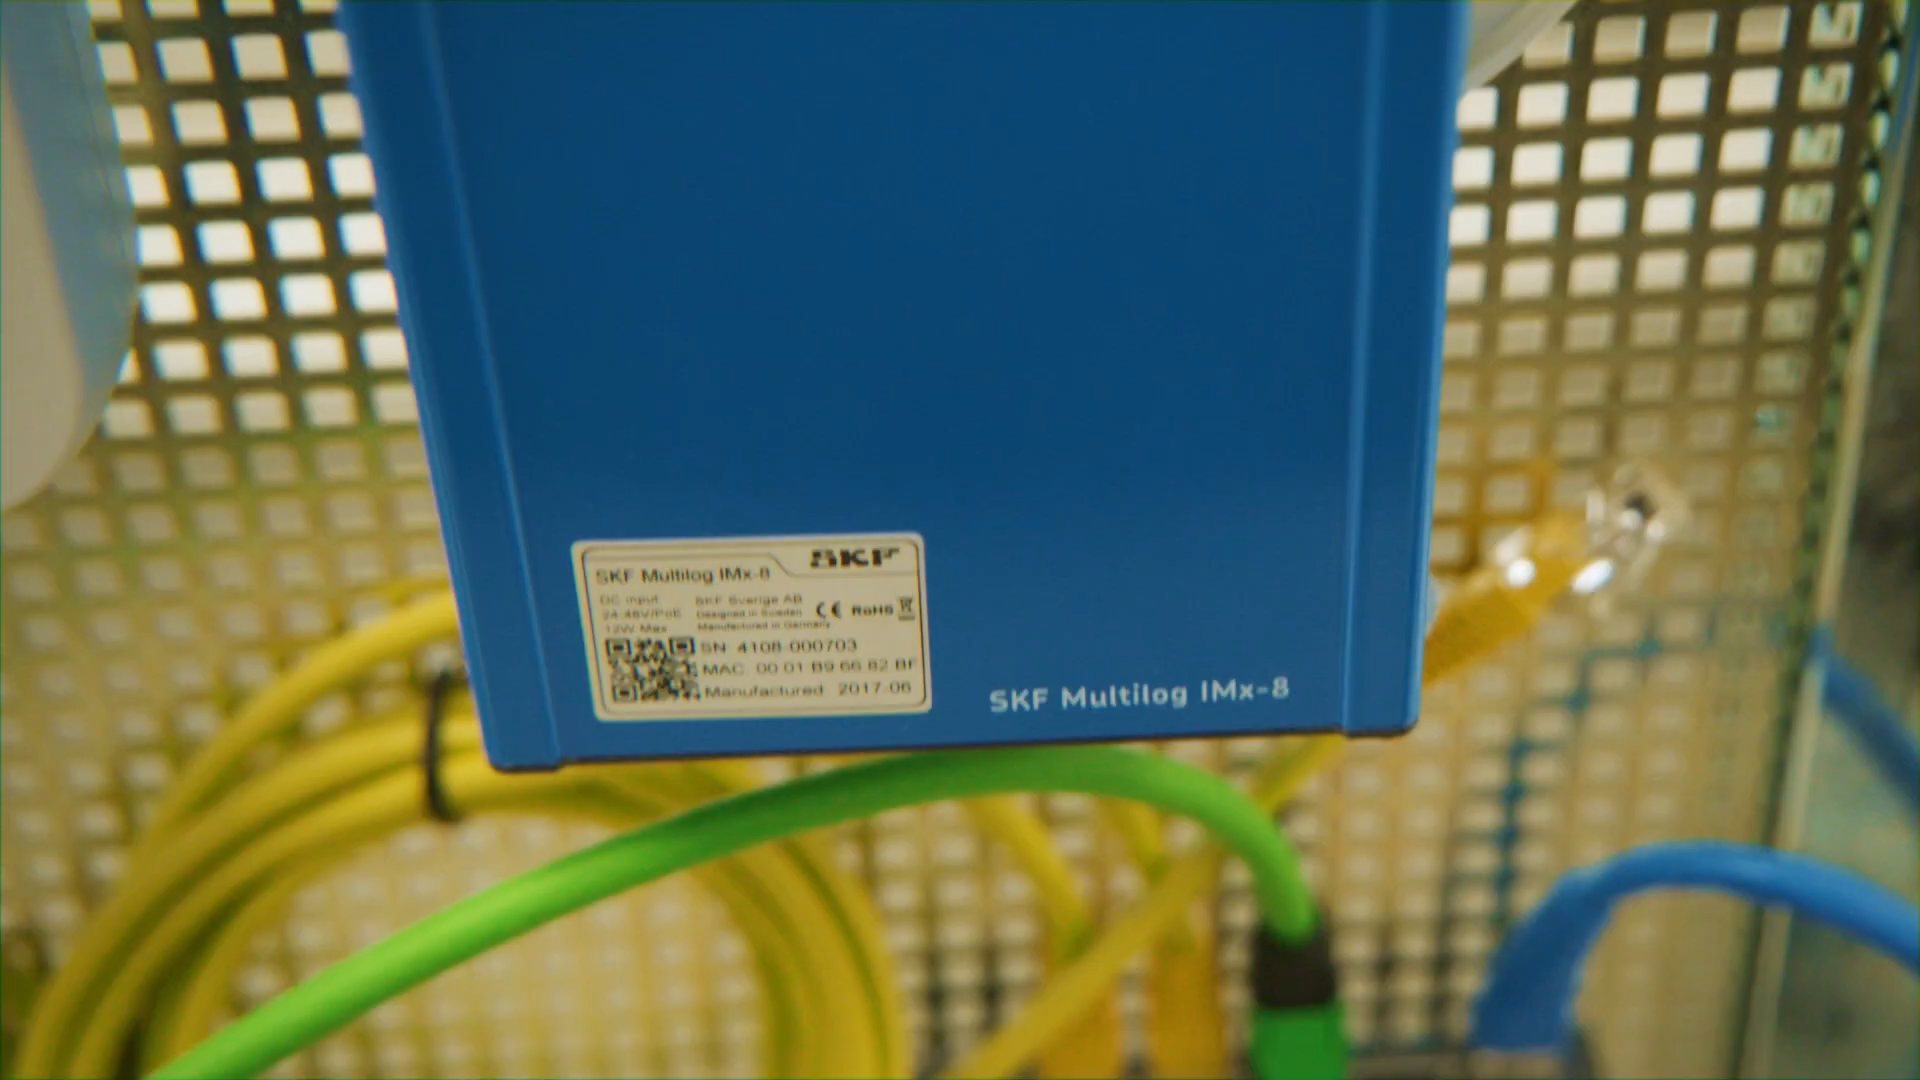 SKF
SKF Multilog IMx-8
DC input
24-48V/PoE
12W Max
SKF Sverige AB
Designed in Sweden
Manufactured in Germany
CE RoHS
SN: 4108-000703
MAC: 00 01 B9 66 82 BF
Manufactured: 2017-06
SKF Multilog IMx-8